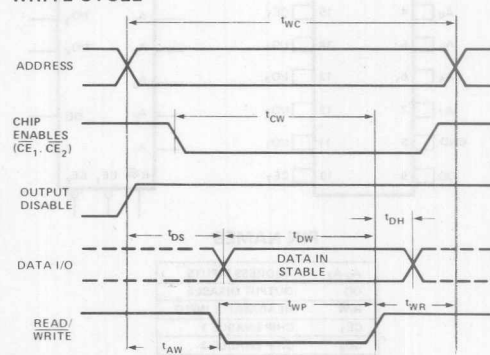 WRITE CYCLE
tWC
ADDRESS
tCW
CHIP
ENABLES
(CE1, CE2)
OUTPUT
DISABLE
tDH
tDS
tDW
DATA I/O
DATA IN
STABLE
tWP
tWR
READ/
WRITE
tAW